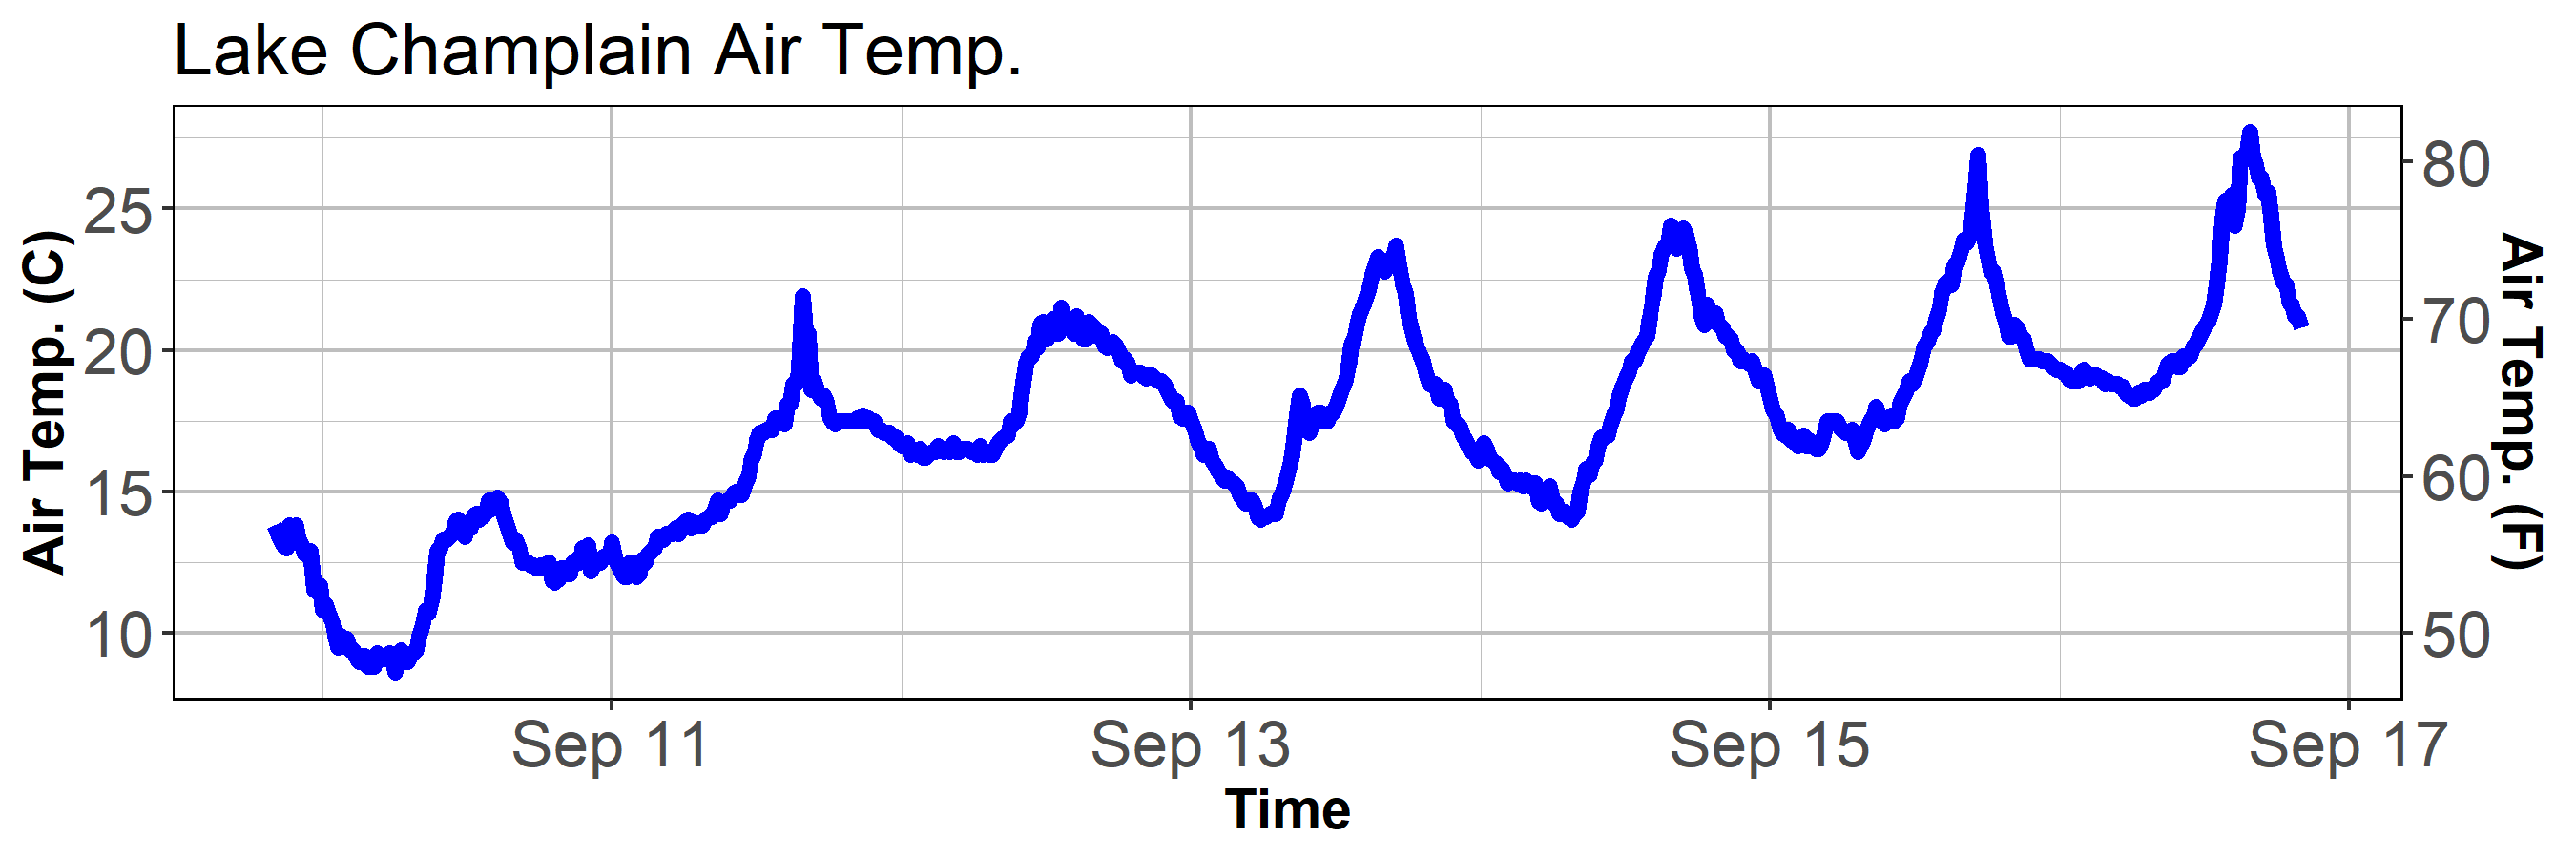 Lake Champlain Air Temp.
Air Temp. (C)
25
20
15
10
80
70
60
50
Air Temp. (F)
Sep 11
Sep 13
Sep 15
Sep 17
Time